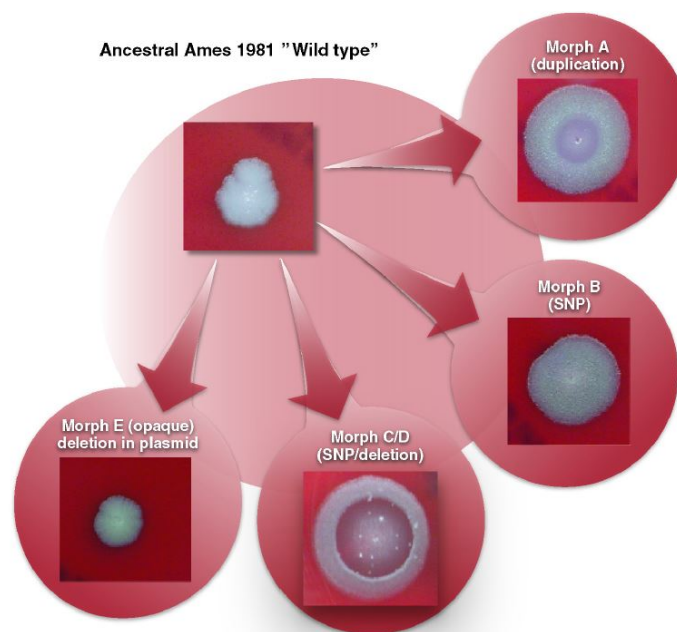 Ancestral Ames 1981 ”Wild type”
Morph A
(duplication)
Morph B
(SNP)
Morph C/D
(SNP/deletion)
Morph E (opaque)
deletion in plasmid